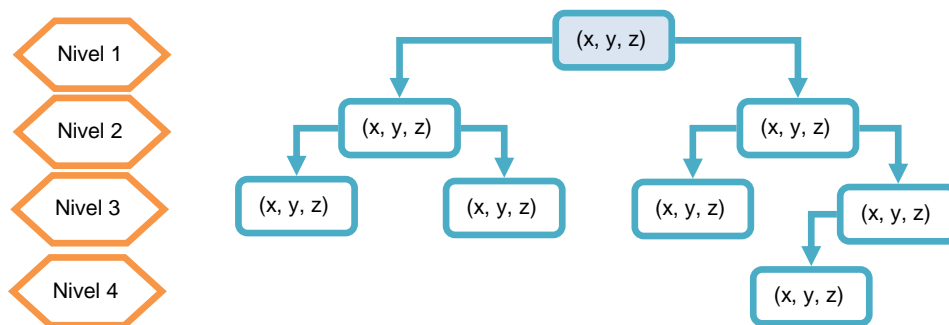 Nivel 1
(x, y, z)
Nivel 2
(x, y, z)
(x, y, z)
Nivel 3
(x, y, z)
(x, y, z)
(x, y, z)
(x, y, z)
Nivel 4
(x, y, z)